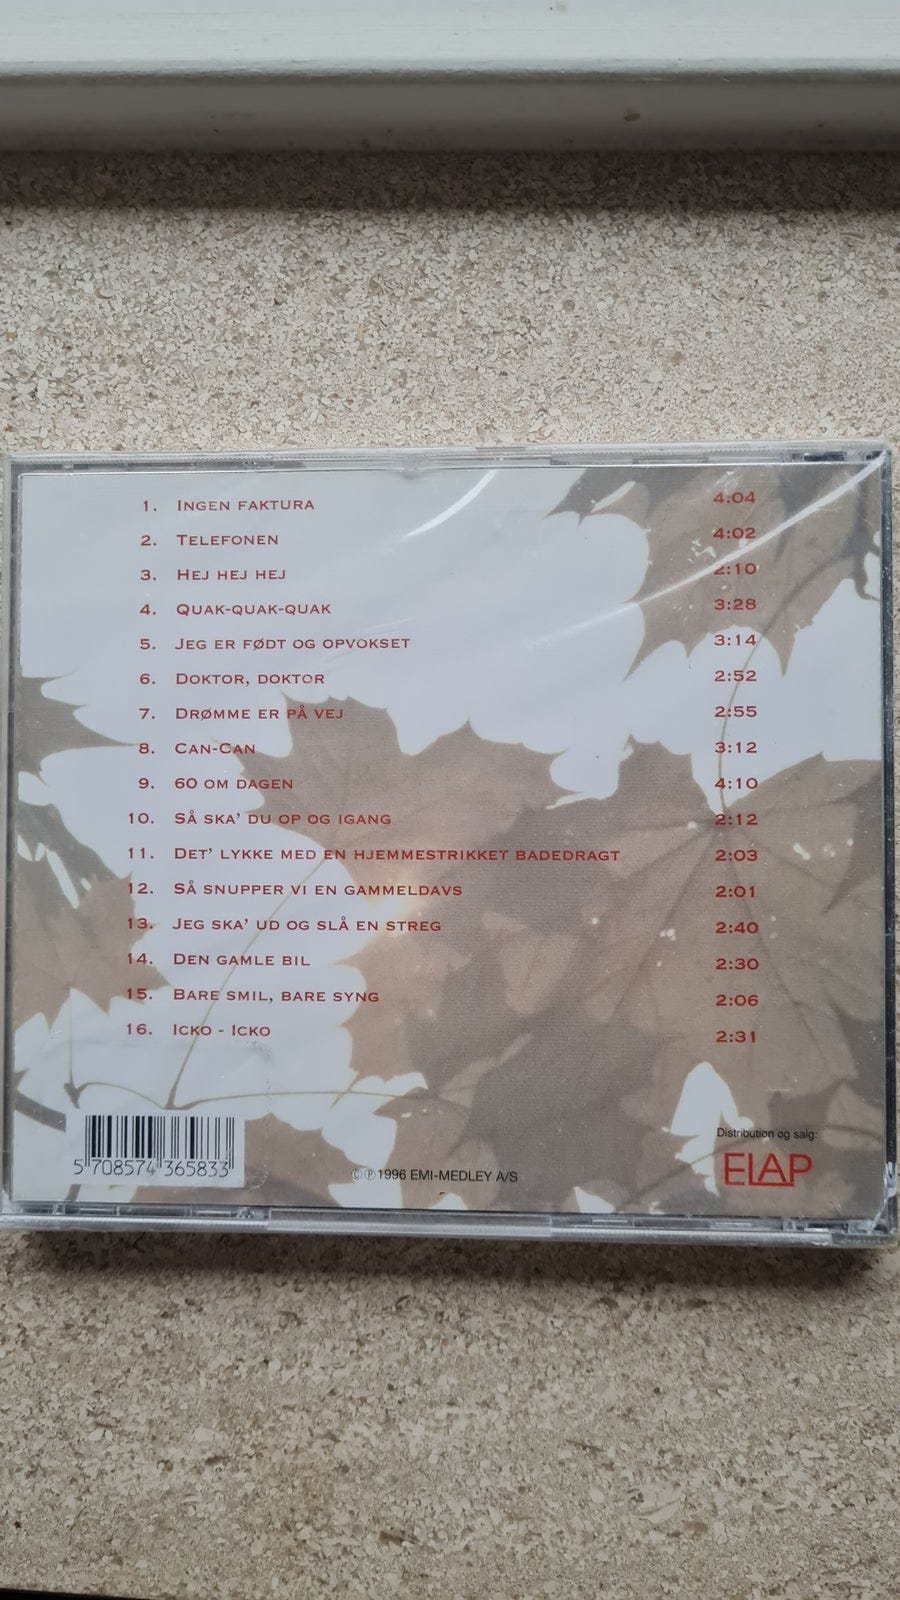 1. INGEN FAKTURA 4:04
2. TELEFONEN 4:02
3. HEJ HEJ HEJ 2:10
4. QUAK-QUAK-QUAK 3:28
5. JEG ER FØDT OG OPVOKSET 3:14
6. DOKTOR, DOKTOR 2:52
7. DRØMME ER PÅ VEJ 2:55
8. CAN-CAN 3:12
9. 60 OM DAGEN 4:10
10. SÅ SKA' DU OP OG IGANG 2:12
11. DET' LYKKE MED EN HJEMMESTRIKKET BADEDRAGT 2:03
12. SÅ SNUPPER VI EN GAMMELDAVS 2:01
13. JEG SKA' UD OG SLÅ EN STREG 2:40
14. DEN GAMLE BIL 2:30
15. BARE SMIL, BARE SYNG 2:06
16. ICKO - ICKO 2:31
5 708574 365833
© ℗ 1996 EMI-MEDLEY A/S
Distribution og salg:
ELAP